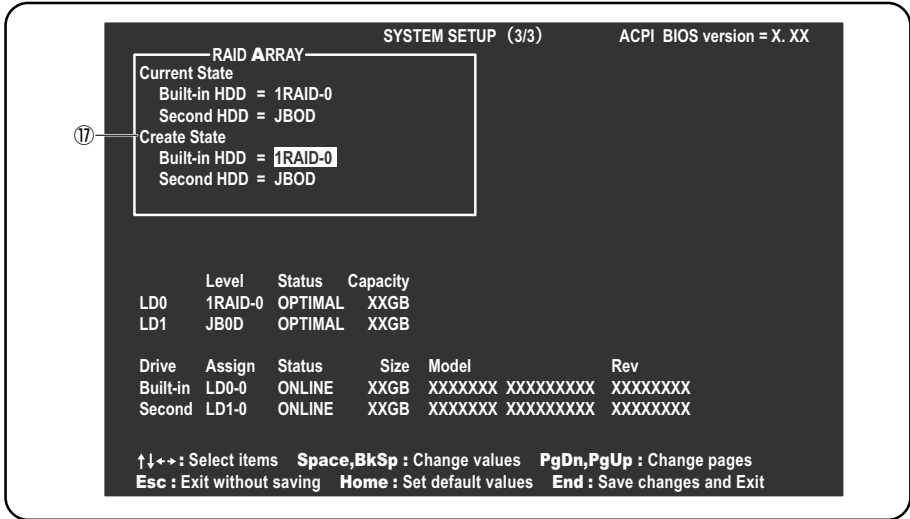 SYSTEM SETUP (3/3) ACPI BIOS version = X. XX
RAID ARRAY
Current State
Built-in HDD = 1RAID-0
Second HDD = JBOD
⑰ Create State
Built-in HDD = 1RAID-0
Second HDD = JBOD
Level Status Capacity
LD0 1RAID-0 OPTIMAL XXGB
LD1 JB0D OPTIMAL XXGB
Drive Assign Status Size Model Rev
Built-in LD0-0 ONLINE XXGB XXXXXXX XXXXXXXXX XXXXXXXX
Second LD1-0 ONLINE XXGB XXXXXXX XXXXXXXXX XXXXXXXX
↑↓←→: Select items Space,BkSp : Change values PgDn,PgUp : Change pages
Esc : Exit without saving Home : Set default values End : Save changes and Exit